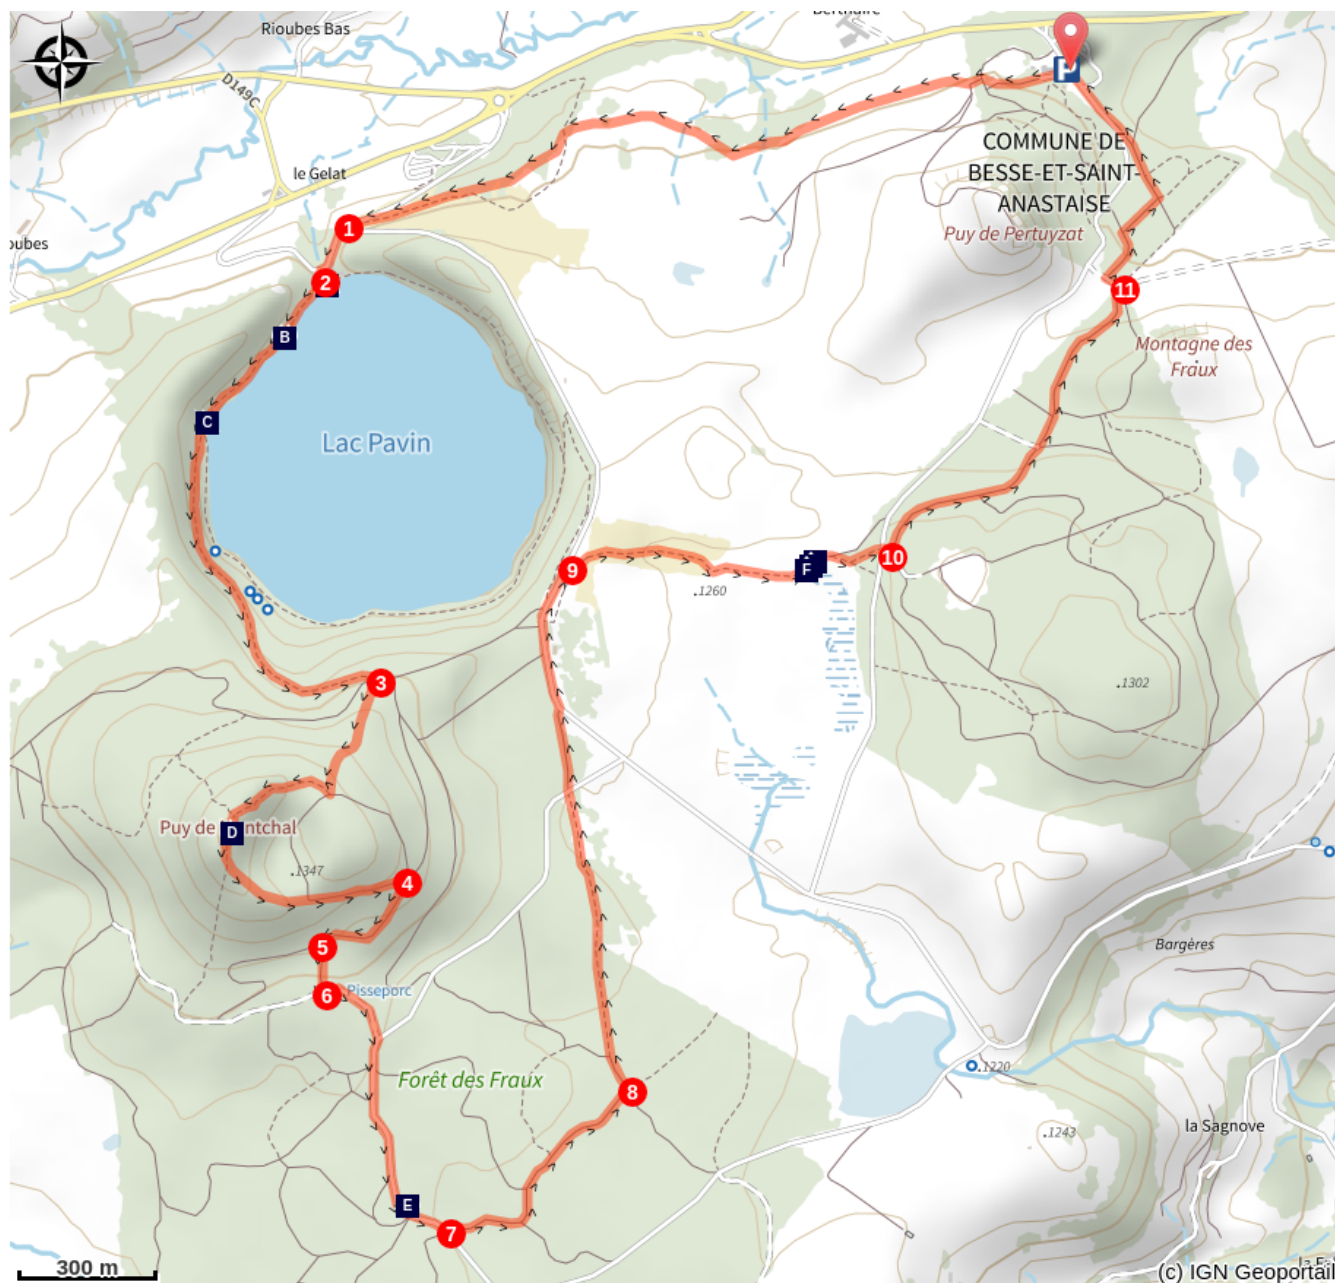 Berthaire
Rioubes Bas
D149C
P
COMMUNE DE
BESSE-ET-SAINT-
ANASTAISE
le Gelat
Puy de Pertuyzat
1
oubes
2
11
B
Montagne des
Fraux
C
Lac Pavin
9
10
F
.1260
3
.1302
D
Puy de
ntchal
.1347
4
5
Bargères
6
Pisseporc
Forêt des Fraux
.1220
8
.1243
la Sagnove
E
7
300 m
(c) IGN Geoportail